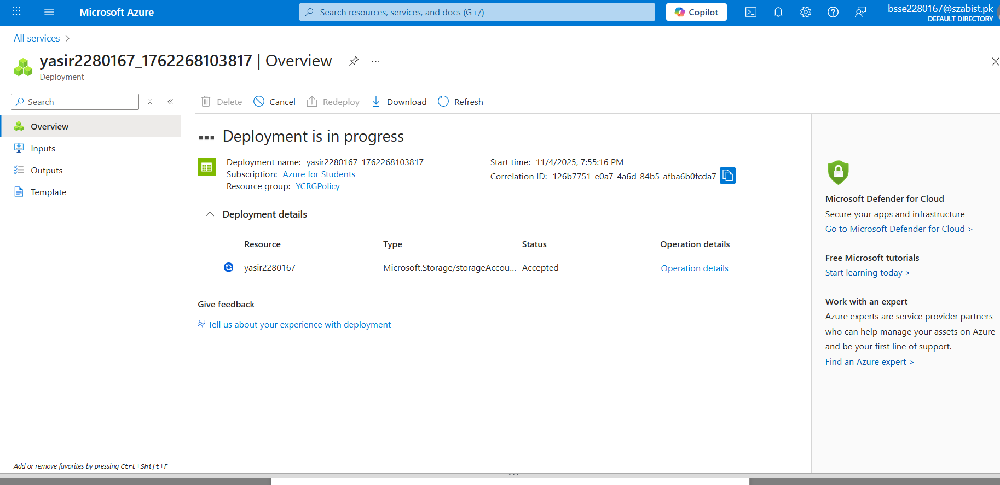 Microsoft Azure
Search resources, services, and docs (G+/)
Copilot
bsse2280167@szabist.pk
DEFAULT DIRECTORY
All services
yasir2280167_1762268103817 | Overview
Deployment
Search
Delete
Cancel
Redeploy
Download
Refresh
Overview
Inputs
Outputs
Template
Deployment is in progress
Deployment name: yasir2280167_1762268103817
Subscription: Azure for Students
Resource group: YCRGPolicy
Start time: 11/4/2025, 7:55:16 PM
Correlation ID: 126b7751-e0a7-4a6d-84b5-afba6b0fcda7
Deployment details
Resource Type Status Operation details
yasir2280167 Microsoft.Storage/storageAccou... Accepted Operation details
Give feedback
Tell us about your experience with deployment
Microsoft Defender for Cloud
Secure your apps and infrastructure
Go to Microsoft Defender for Cloud >
Free Microsoft tutorials
Start learning today >
Work with an expert
Azure experts are service provider partners
who can help manage your assets on Azure
and be your first line of support.
Find an Azure expert >
Add or remove favorites by pressing Ctrl+Shift+F